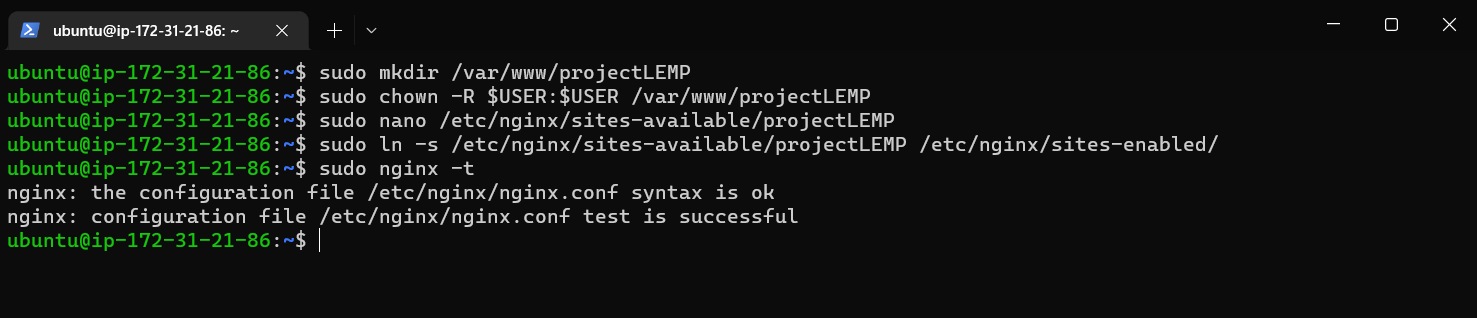 ubuntu@ip-172-31-21-86: ~
ubuntu@ip-172-31-21-86:~$ sudo mkdir /var/www/projectLEMP
ubuntu@ip-172-31-21-86:~$ sudo chown -R $USER:$USER /var/www/projectLEMP
ubuntu@ip-172-31-21-86:~$ sudo nano /etc/nginx/sites-available/projectLEMP
ubuntu@ip-172-31-21-86:~$ sudo ln -s /etc/nginx/sites-available/projectLEMP /etc/nginx/sites-enabled/
ubuntu@ip-172-31-21-86:~$ sudo nginx -t
nginx: the configuration file /etc/nginx/nginx.conf syntax is ok
nginx: configuration file /etc/nginx/nginx.conf test is successful
ubuntu@ip-172-31-21-86:~$